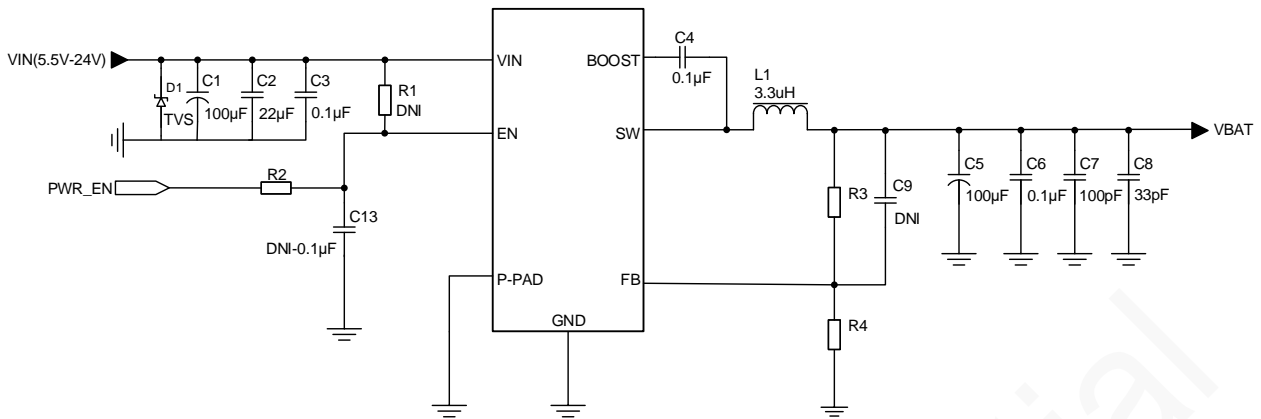 VIN(5.5V-24V)
D1
TVS
C1
100µF
C2
22µF
C3
0.1µF
R1
DNI
VIN
BOOST
C4
0.1µF
L1
3.3uH
EN
SW
VBAT
PWR_EN
R2
C13
DNI-0.1µF
R3
C9
DNI
C5
100µF
C6
0.1µF
C7
100pF
C8
33pF
P-PAD
FB
GND
R4